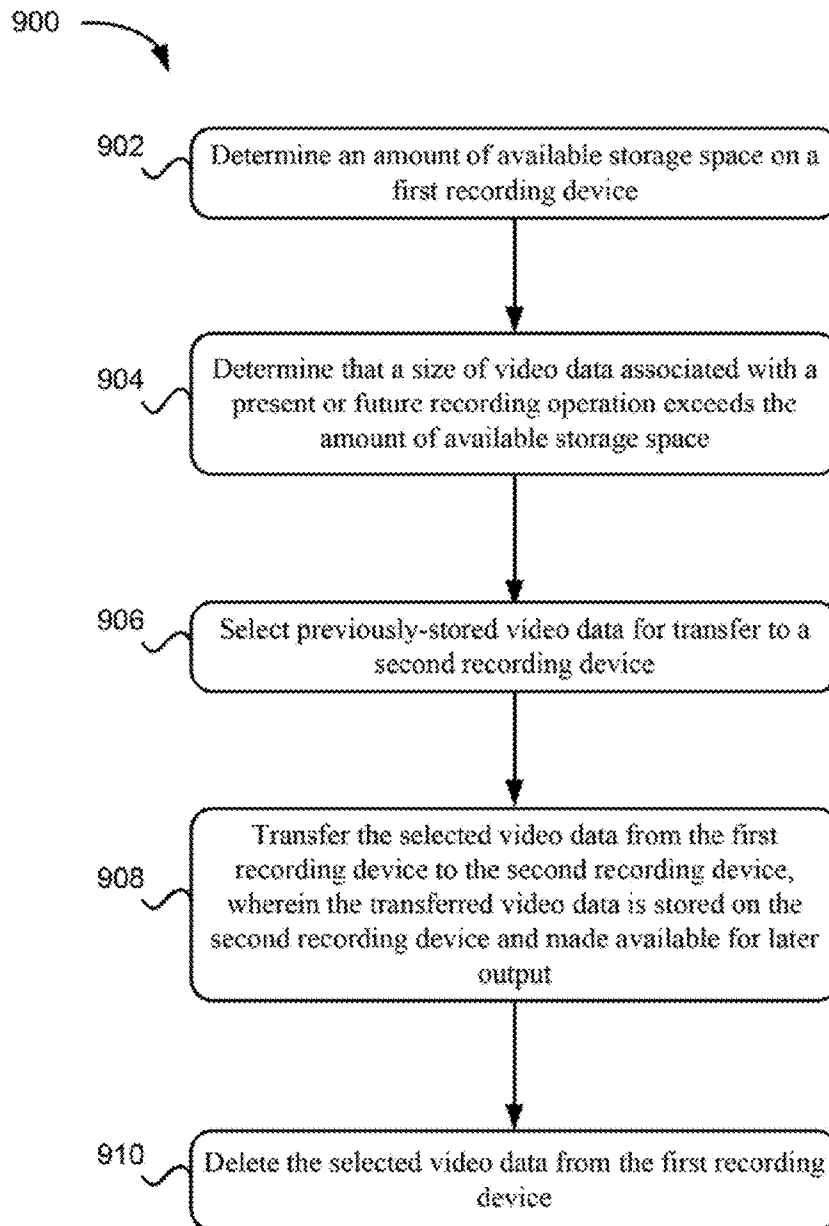 900
902
Determine an amount of available storage space on a
first recording device
904
Determine that a size of video data associated with a
present or future recording operation exceeds the
amount of available storage space
906
Select previously-stored video data for transfer to a
second recording device
908
Transfer the selected video data from the first
recording device to the second recording device,
wherein the transferred video data is stored on the
second recording device and made available for later
output
910
Delete the selected video data from the first recording
device